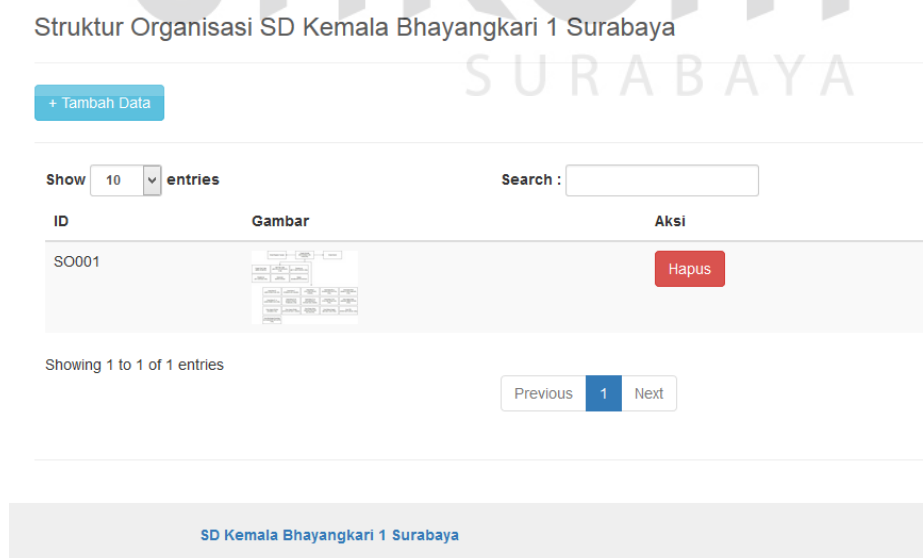 Struktur Organisasi SD Kemala Bhayangkari 1 Surabaya
SURABAYA
+ Tambah Data
Show 10 entries Search :
ID Gambar Aksi
SO001 Hapus
Showing 1 to 1 of 1 entries
Previous 1 Next
SD Kemala Bhayangkari 1 Surabaya